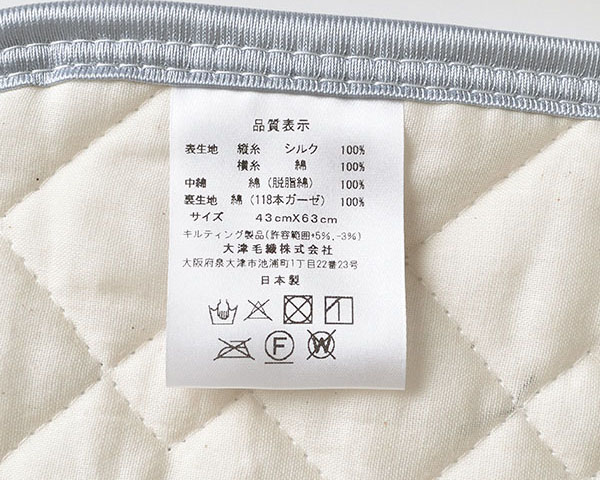 品質表示
表生地 縦糸 シルク 100%
横糸 綿 100%
中綿 綿(脱脂綿) 100%
裏生地 綿(118本ガーゼ) 100%
サイズ 43cmX63cm
キルティング製品(許容範囲+5%,-3%)
大津毛織株式会社
大阪府泉大津市池浦町1丁目22番23号
日本製
F W